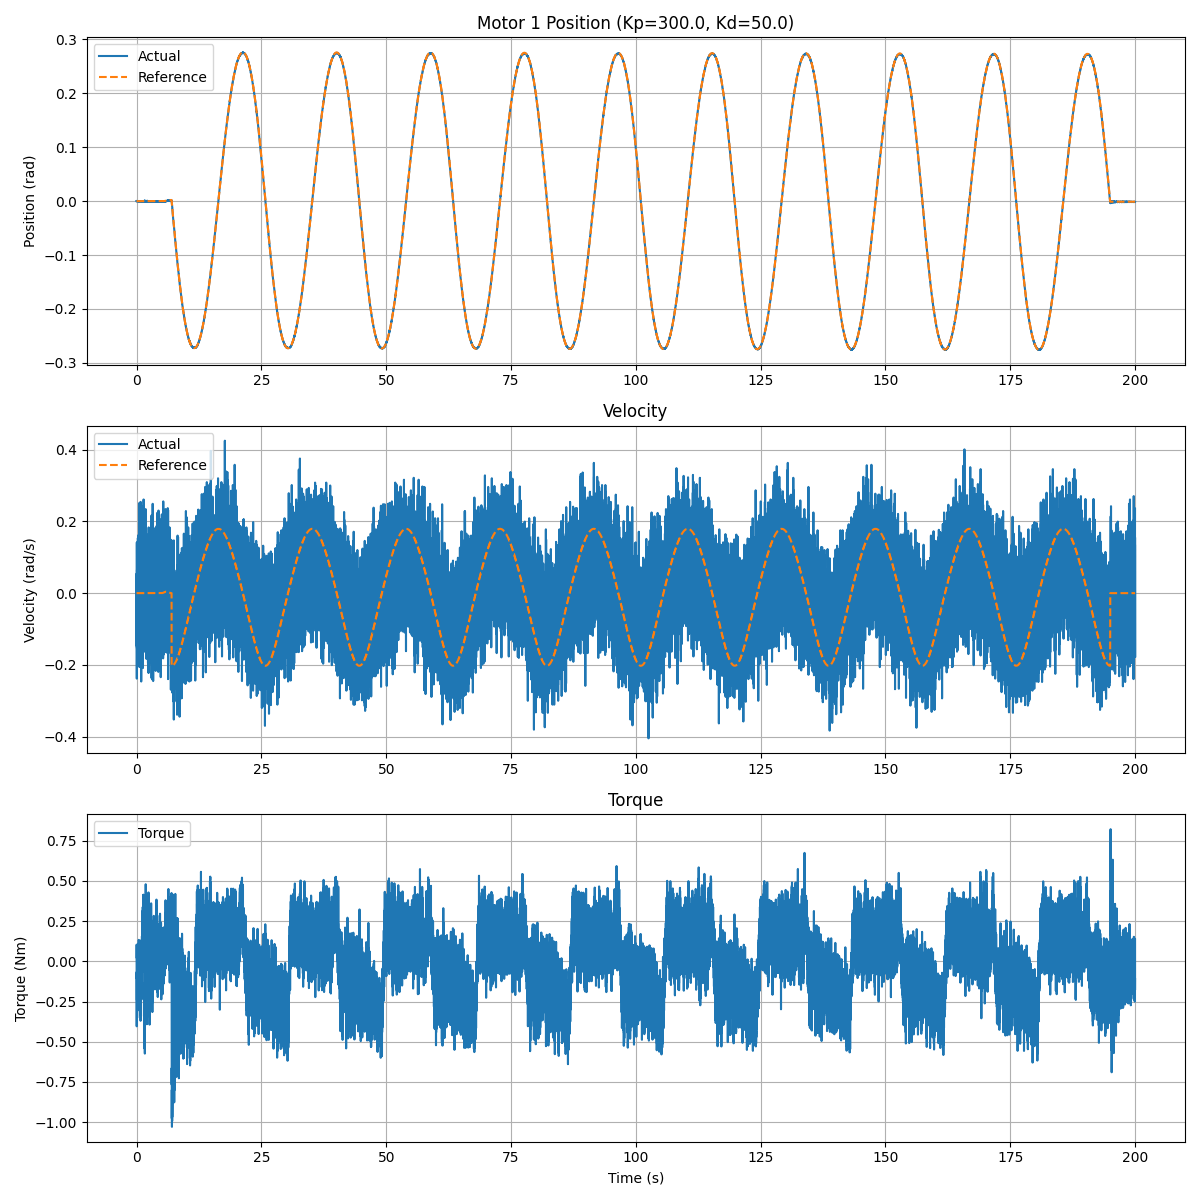 Motor 1 Position (Kp=300.0, Kd=50.0)
Actual
Reference
Position (rad)
0.3
0.2
0.1
0.0
−0.1
−0.2
−0.3
0 25 50 75 100 125 150 175 200
Velocity
Actual
Reference
Velocity (rad/s)
0.4
0.2
0.0
−0.2
−0.4
0 25 50 75 100 125 150 175 200
Torque
Torque
Torque (Nm)
0.75
0.50
0.25
0.00
−0.25
−0.50
−0.75
−1.00
0 25 50 75 100 125 150 175 200
Time (s)